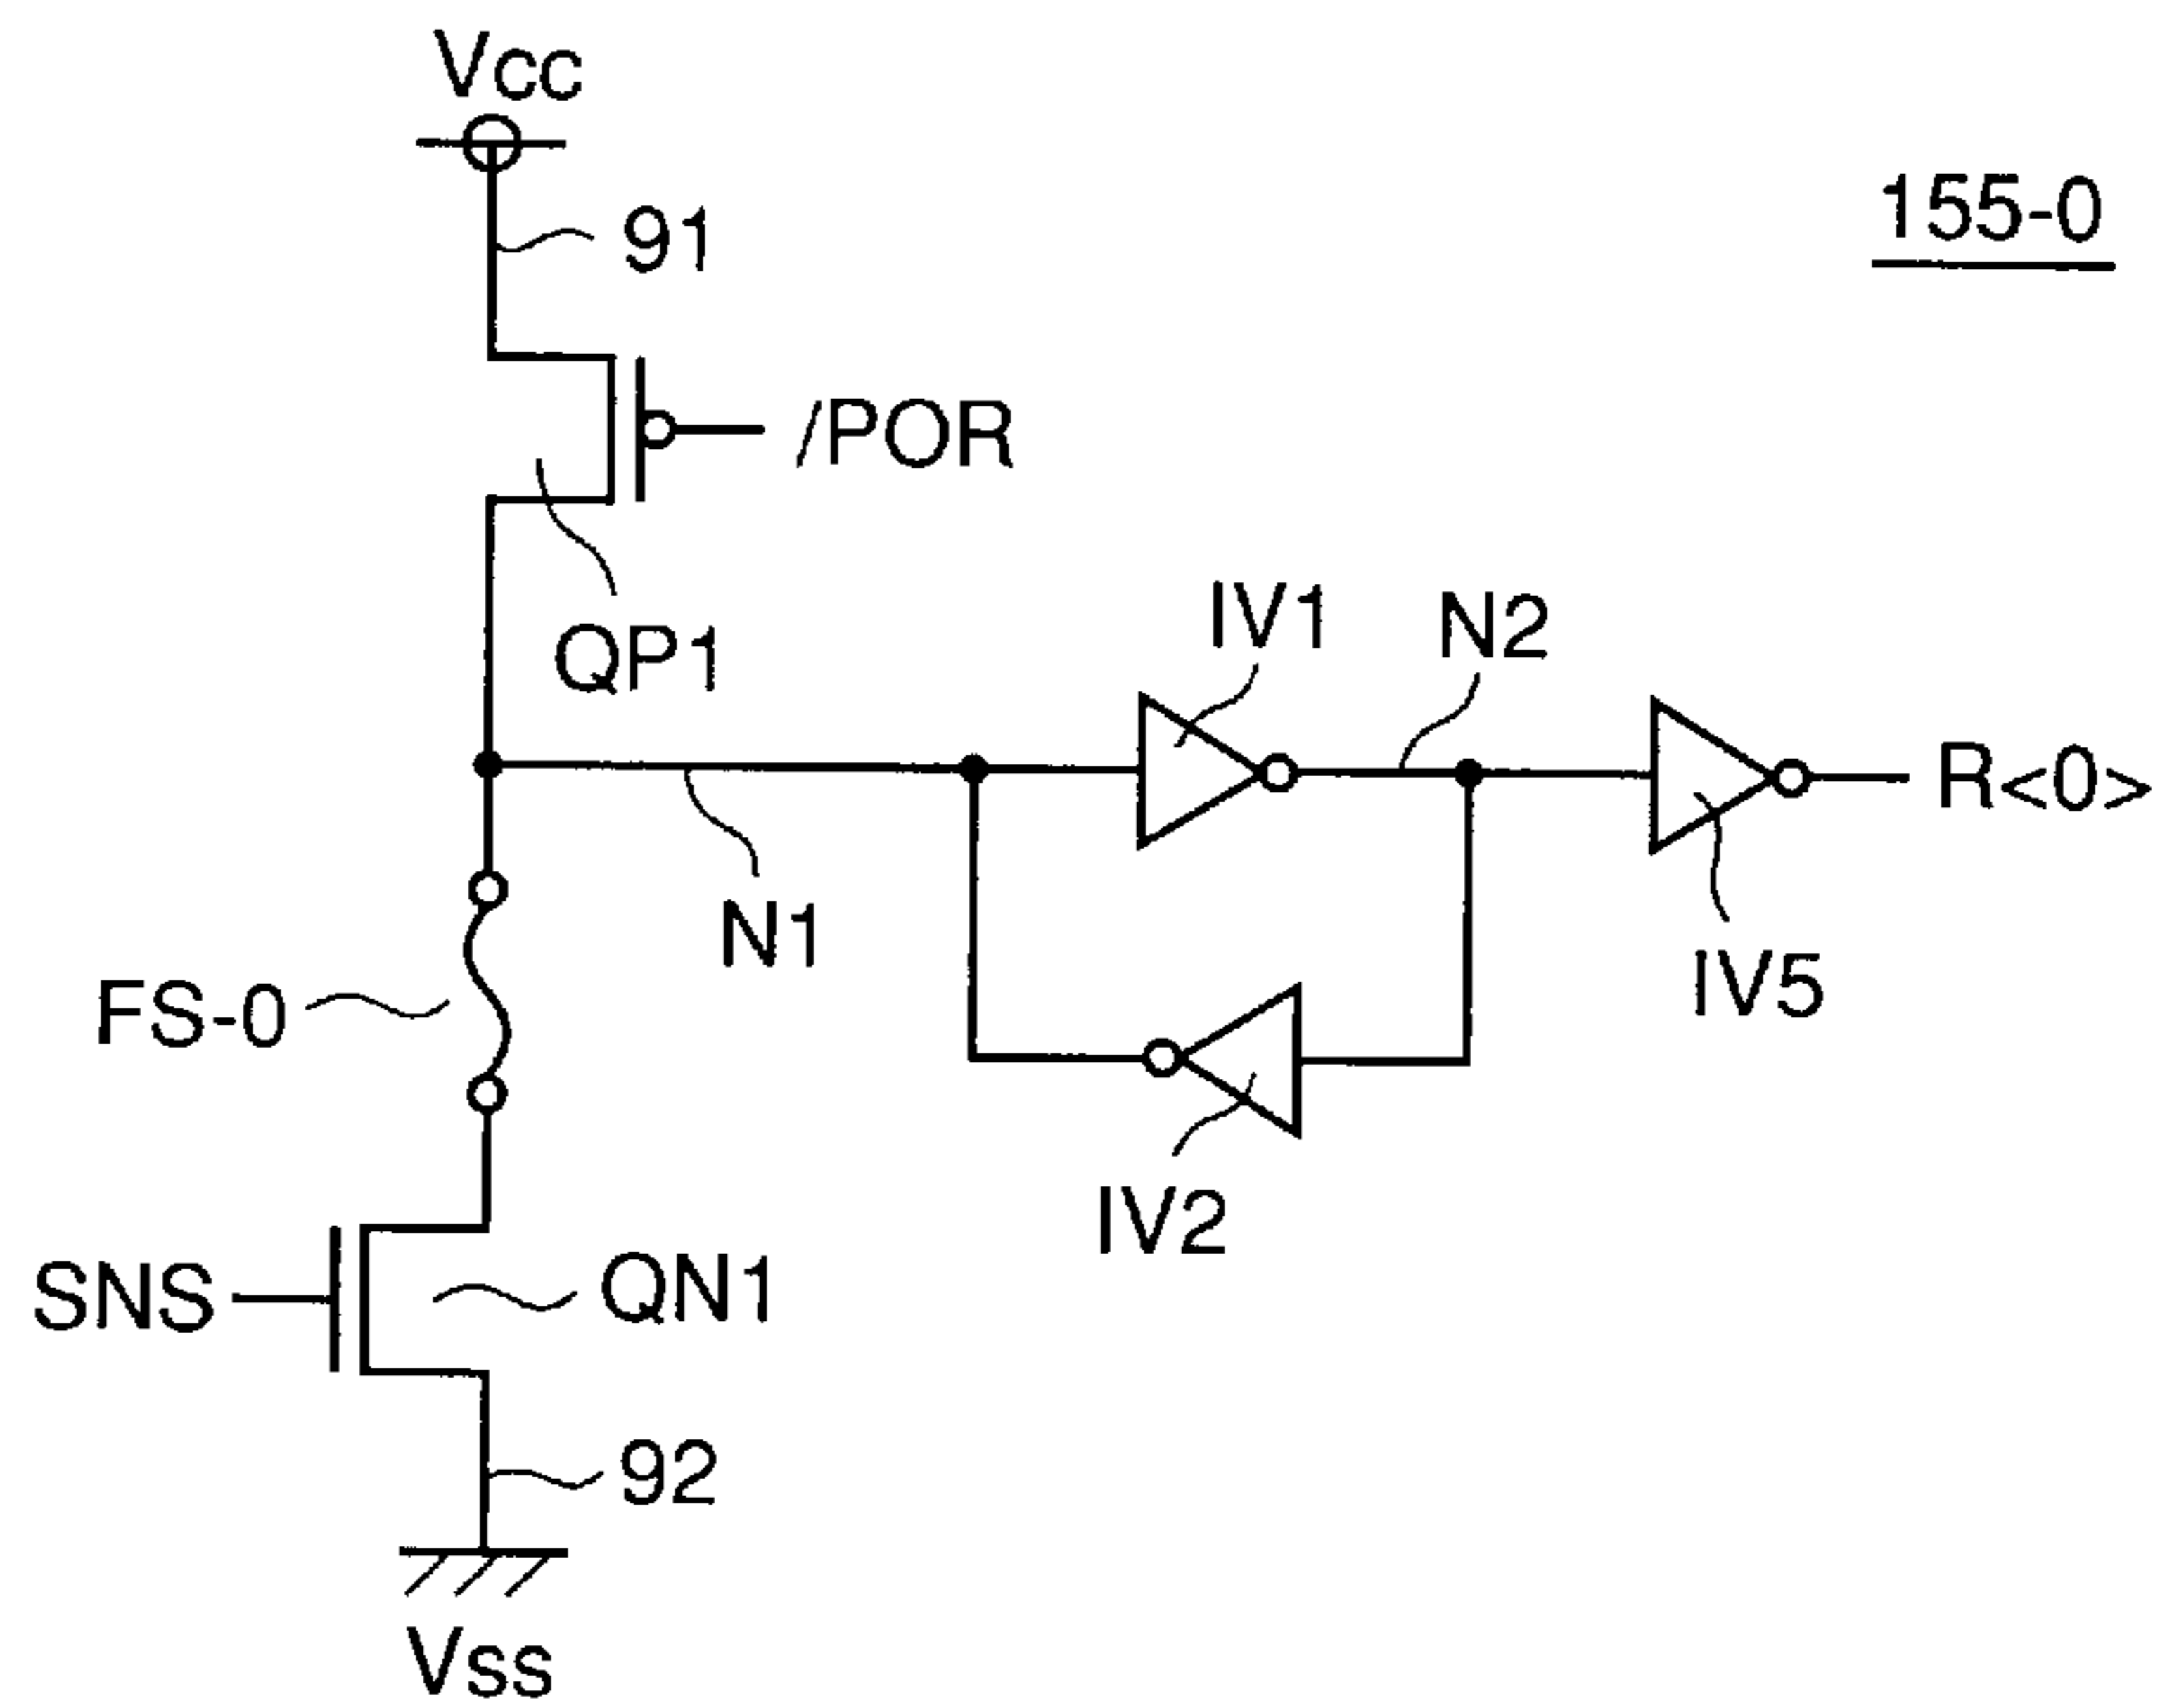 Vcc
155-0
91
/POR
QP1
IV1
N2
R<0>
N1
IV5
FS-0
IV2
SNS
QN1
92
Vss